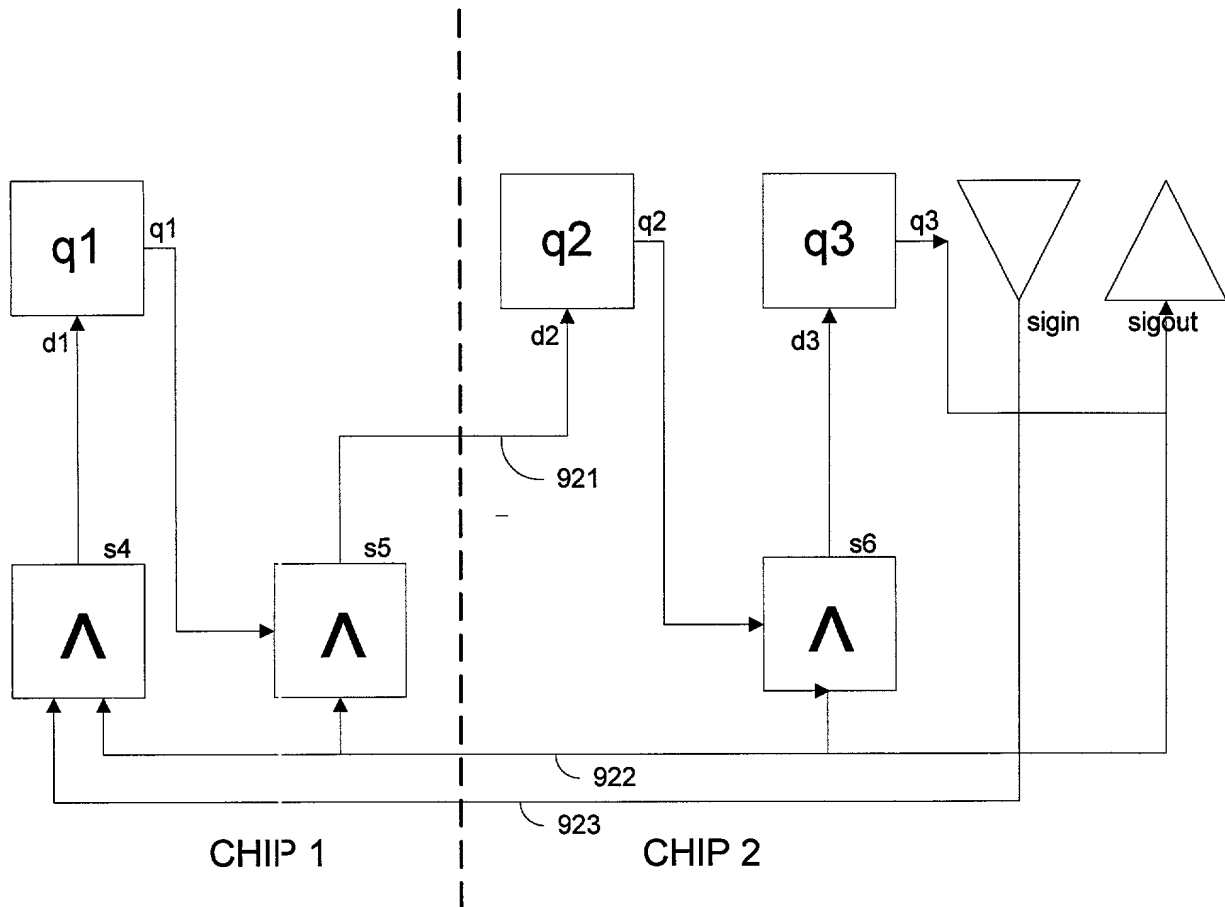 q1
q1
d1
q2
q2
d2
q3
q3
d3
sigin
sigout
921
s4
Λ
s5
Λ
s6
Λ
922
923
CHIP 1
CHIP 2